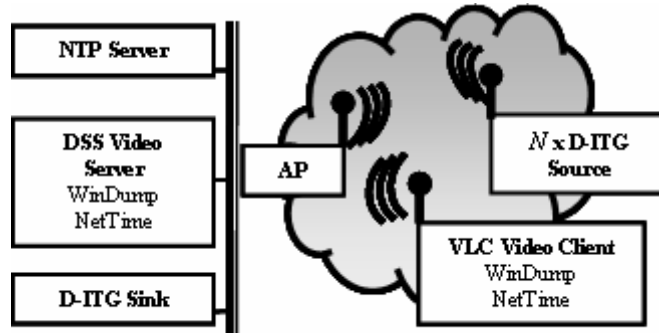 NTP Server
DSS Video
Server
WinDump
NetTime
D-ITG Sink
AP
N x D-ITG
Source
VLC Video Client
WinDump
NetTime